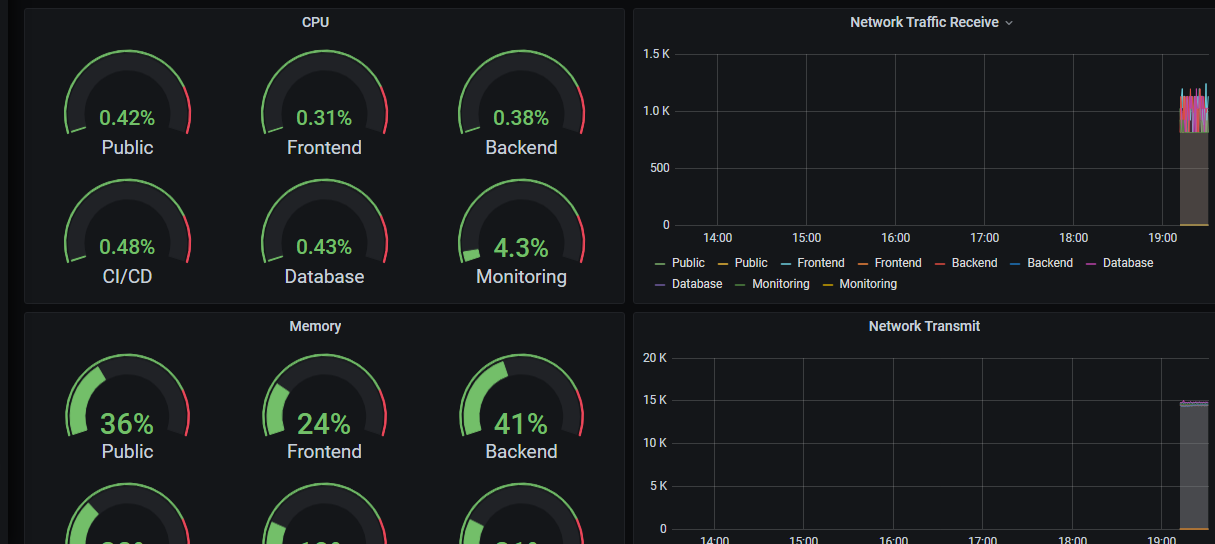 CPU
0.42%
Public
0.31%
Frontend
0.38%
Backend
0.48%
CI/CD
0.43%
Database
4.3%
Monitoring
Network Traffic Receive
1.5 K
1.0 K
500
0
14:00 15:00 16:00 17:00 18:00 19:00
Public Public Frontend Frontend Backend Backend Database
Database Monitoring Monitoring
Memory
36%
Public
24%
Frontend
41%
Backend
Network Transmit
20 K
15 K
10 K
5 K
0
14:00 15:00 16:00 17:00 18:00 19:00